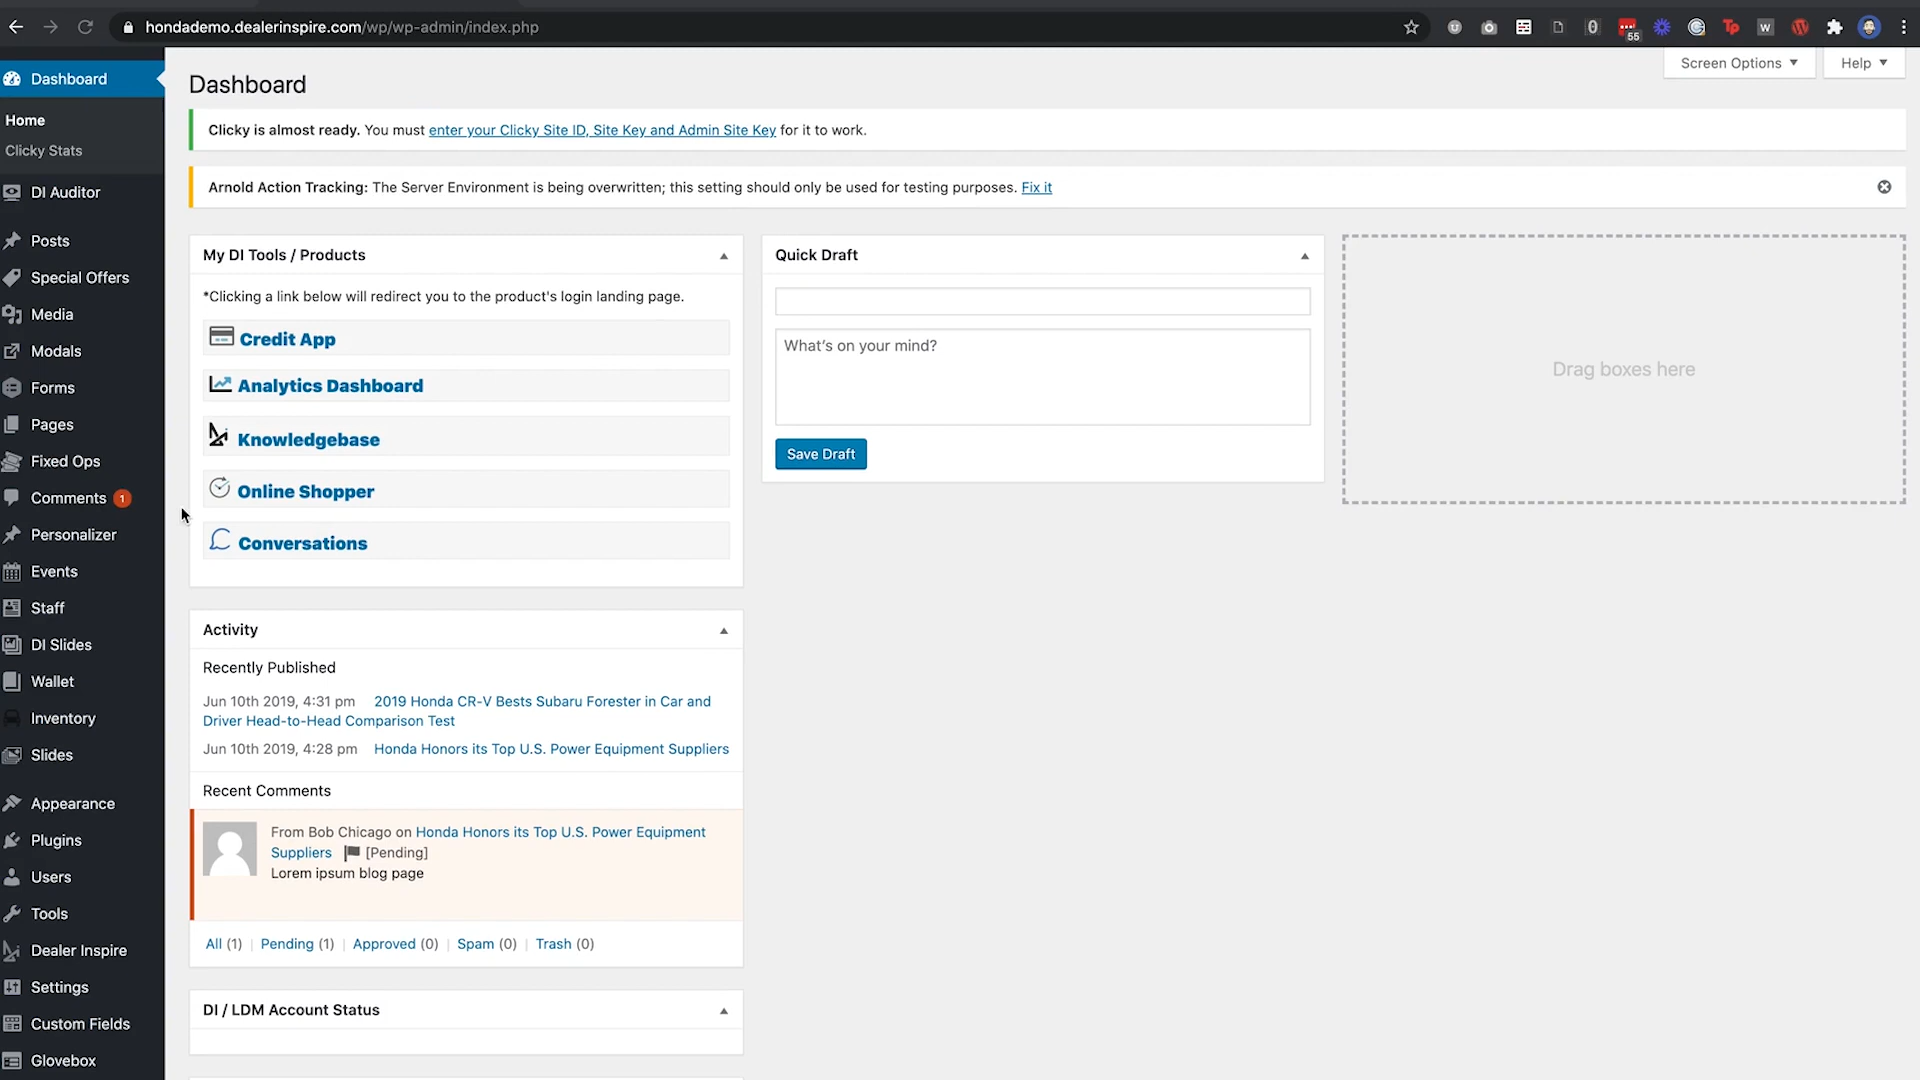 hondademo.dealerinspire.com/wp/wp-admin/index.php
55
Tp
W
Dashboard
Home
Clicky Stats
DI Auditor
Posts
Special Offers
Media
Modals
Forms
Pages
Fixed Ops
Comments 1
Personalizer
Events
Staff
DI Slides
Wallet
Inventory
Slides
Appearance
Plugins
Users
Tools
Dealer Inspire
Settings
Custom Fields
Glovebox
Screen Options
Help
Dashboard
Clicky is almost ready. You must enter your Clicky Site ID, Site Key and Admin Site Key for it to work.
Arnold Action Tracking: The Server Environment is being overwritten; this setting should only be used for testing purposes. Fix it
My DI Tools / Products
*Clicking a link below will redirect you to the product's login landing page.
Credit App
Analytics Dashboard
Knowledgebase
Online Shopper
Conversations
Activity
Recently Published
Jun 10th 2019, 4:31 pm 2019 Honda CR-V Bests Subaru Forester in Car and
Driver Head-to-Head Comparison Test
Jun 10th 2019, 4:28 pm Honda Honors its Top U.S. Power Equipment Suppliers
Recent Comments
From Bob Chicago on Honda Honors its Top U.S. Power Equipment
Suppliers [Pending]
Lorem ipsum blog page
All (1) | Pending (1) | Approved (0) | Spam (0) | Trash (0)
DI / LDM Account Status
Quick Draft
What's on your mind?
Save Draft
Drag boxes here